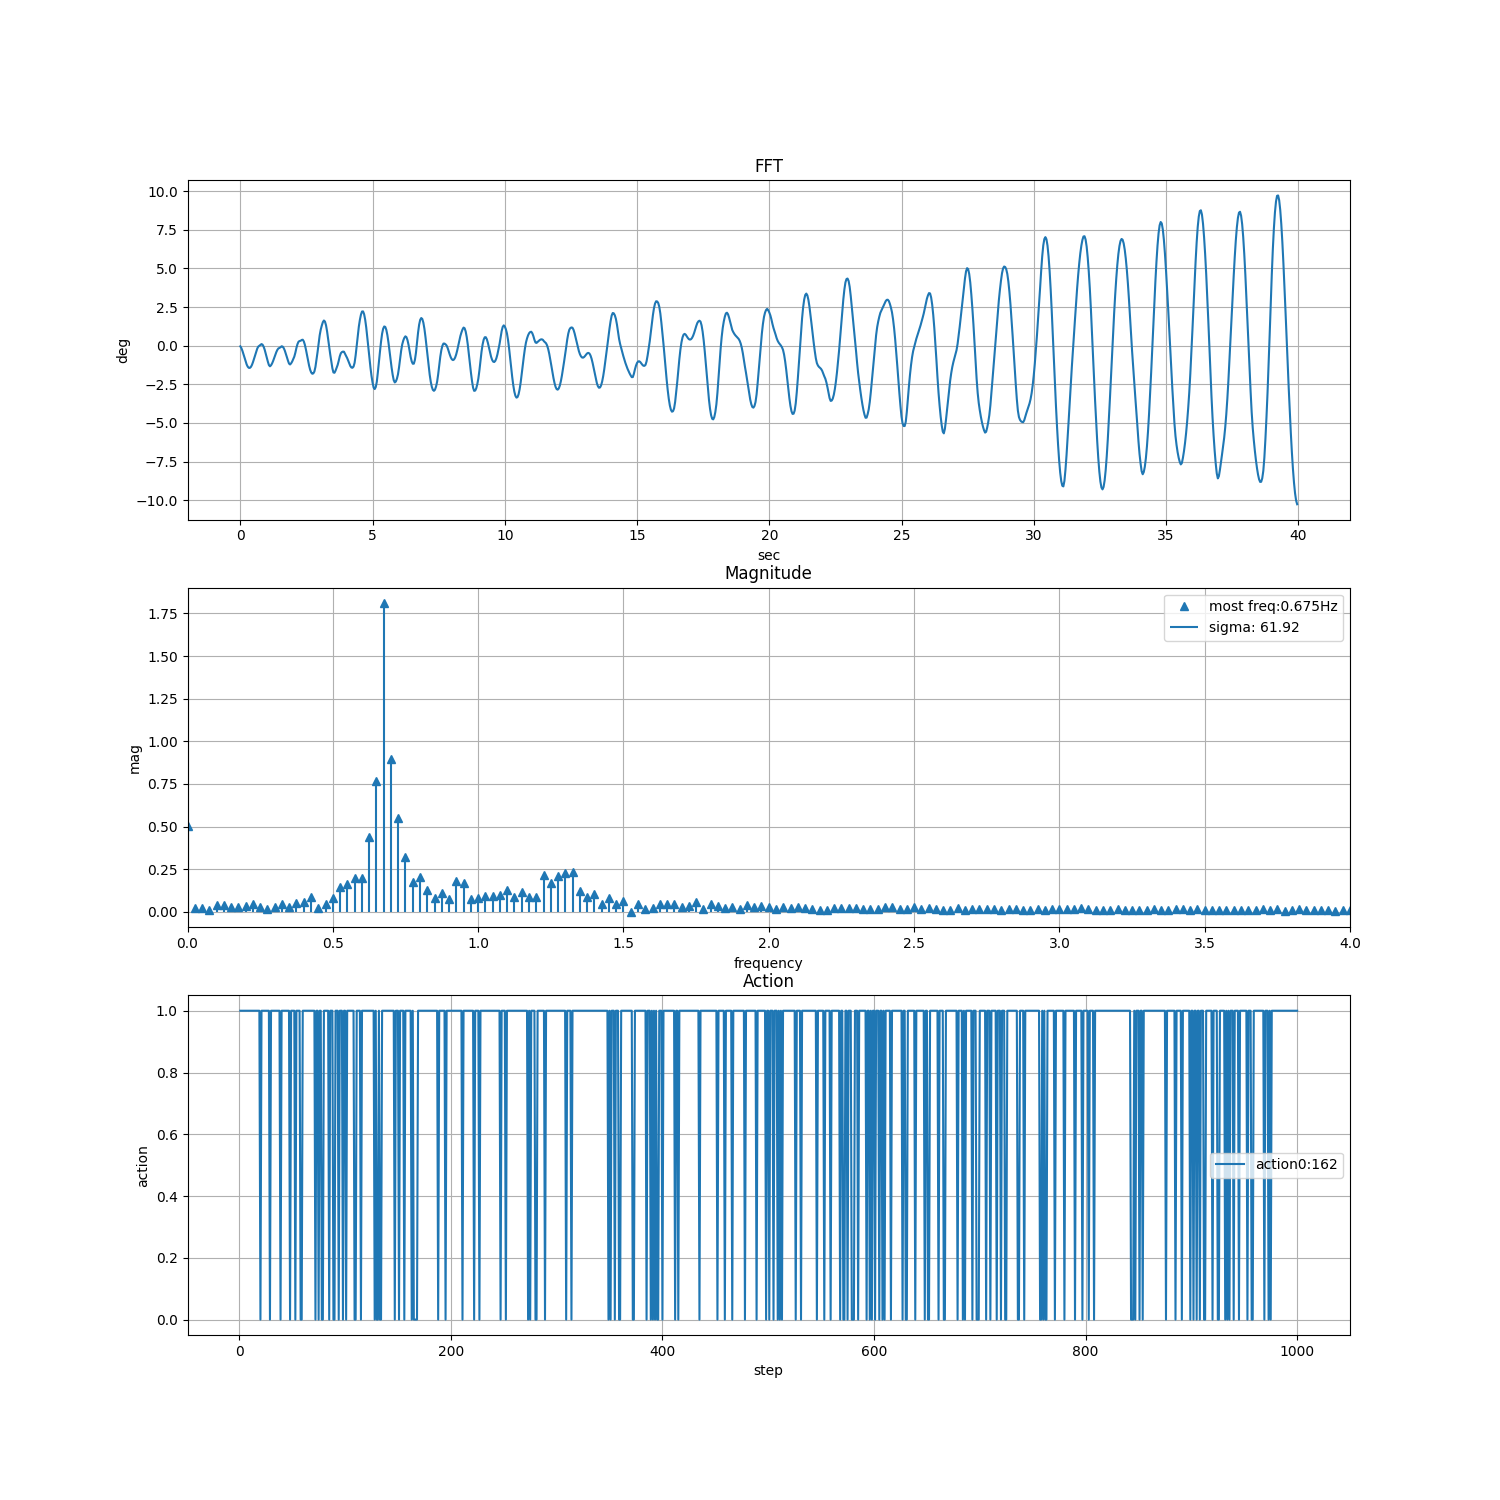 FFT
10.0
7.5
5.0
2.5
0.0
−2.5
−5.0
−7.5
−10.0
deg
0 5 10 15 20 25 30 35 40
sec
Magnitude
1.75
1.50
1.25
1.00
0.75
0.50
0.25
0.00
mag
most freq:0.675Hz
sigma: 61.92
0.0 0.5 1.0 1.5 2.0 2.5 3.0 3.5 4.0
frequency
Action
1.0
0.8
0.6
0.4
0.2
0.0
action
action0:162
0 200 400 600 800 1000
step